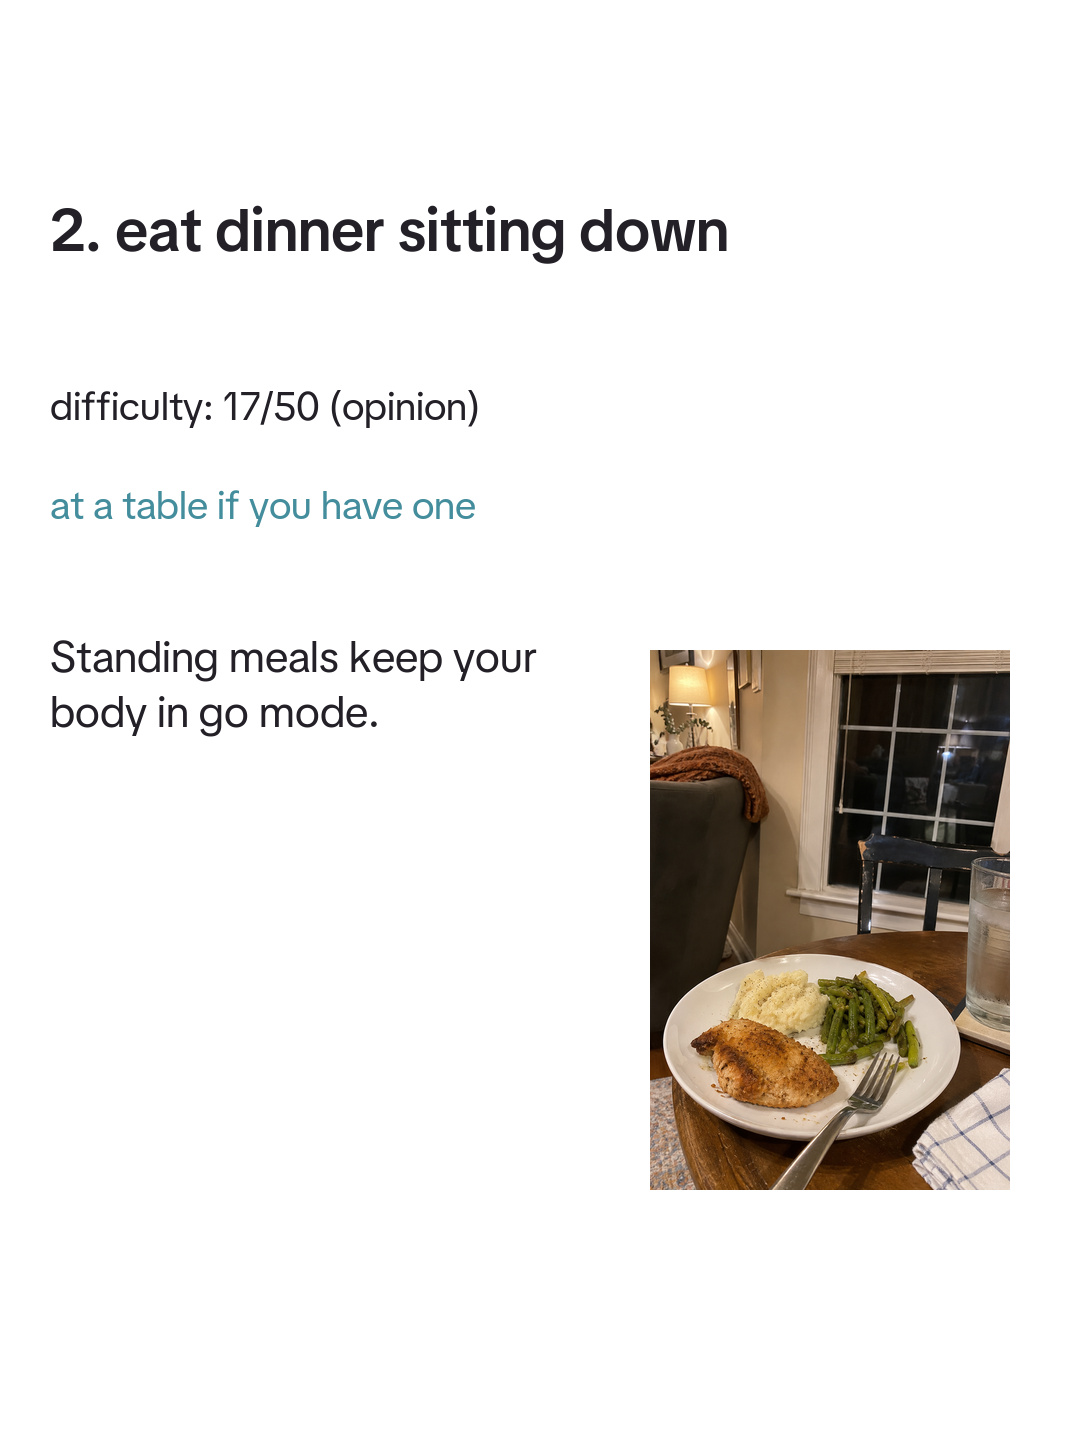 2. eat dinner sitting down
difficulty: 17/50 (opinion)
at a table if you have one
Standing meals keep your
body in go mode.